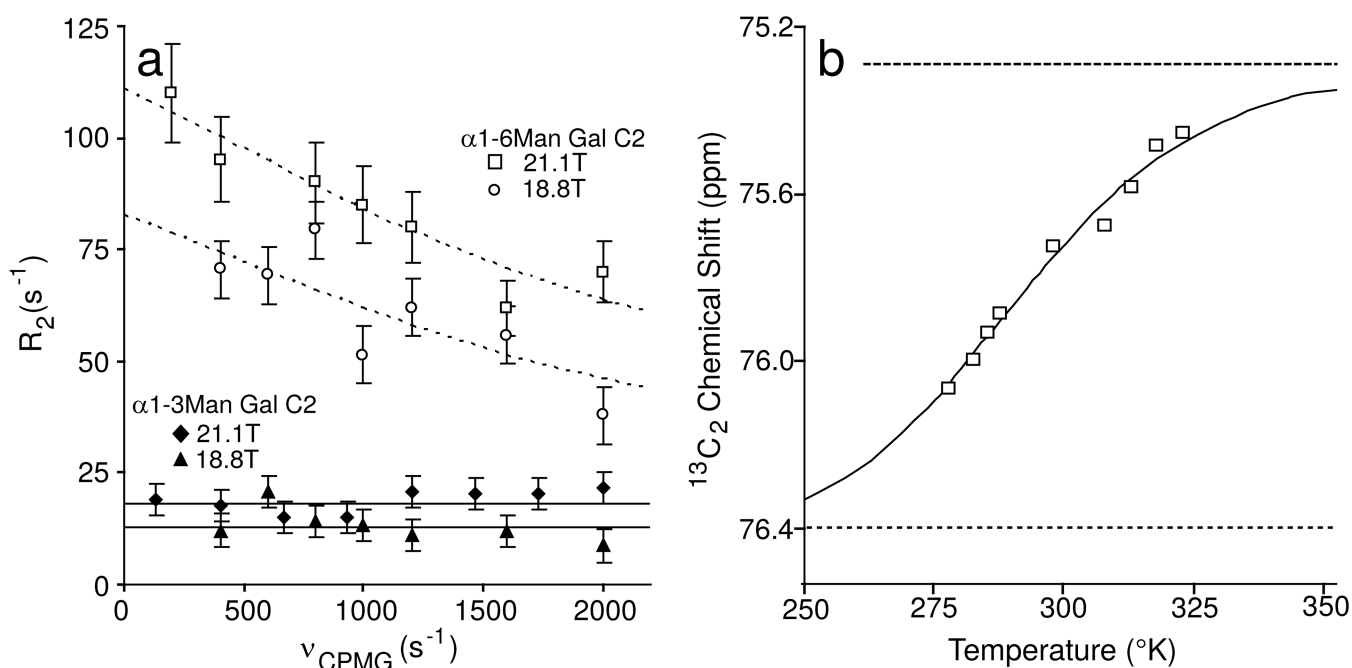 a
125
100
75
50
25
0
R2(s-1)
α1-6Man Gal C2
21.1T
18.8T
α1-3Man Gal C2
21.1T
18.8T
0 500 1000 1500 2000
νCPMG (s-1)
b
75.2
75.6
76.0
76.4
13C2 Chemical Shift (ppm)
250 275 300 325 350
Temperature (°K)